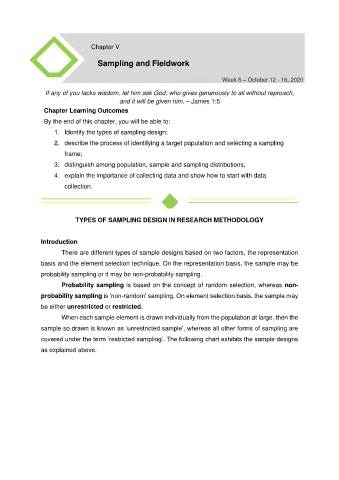 Chapter V
Sampling and Fieldwork
Week 6 – October 12 - 16, 2020
If any of you lacks wisdom, let him ask God, who gives generously to all without reproach,
and it will be given him. – James 1:5
Chapter Learning Outcomes
By the end of this chapter, you will be able to:
1. Identify the types of sampling design;
2. describe the process of identifying a target population and selecting a sampling
frame;
3. distinguish among population, sample and sampling distributions;
4. explain the importance of collecting data and show how to start with data
collection.
TYPES OF SAMPLING DESIGN IN RESEARCH METHODOLOGY
Introduction
There are different types of sample designs based on two factors, the representation
basis and the element selection technique. On the representation basis, the sample may be
probability sampling or it may be non-probability sampling.
Probability sampling is based on the concept of random selection, whereas non-
probability sampling is ‘non-random’ sampling. On element selection basis, the sample may
be either unrestricted or restricted.
When each sample element is drawn individually from the population at large, then the
sample so drawn is known as ‘unrestricted sample’, whereas all other forms of sampling are
covered under the term ‘restricted sampling’. The following chart exhibits the sample designs
as explained above.